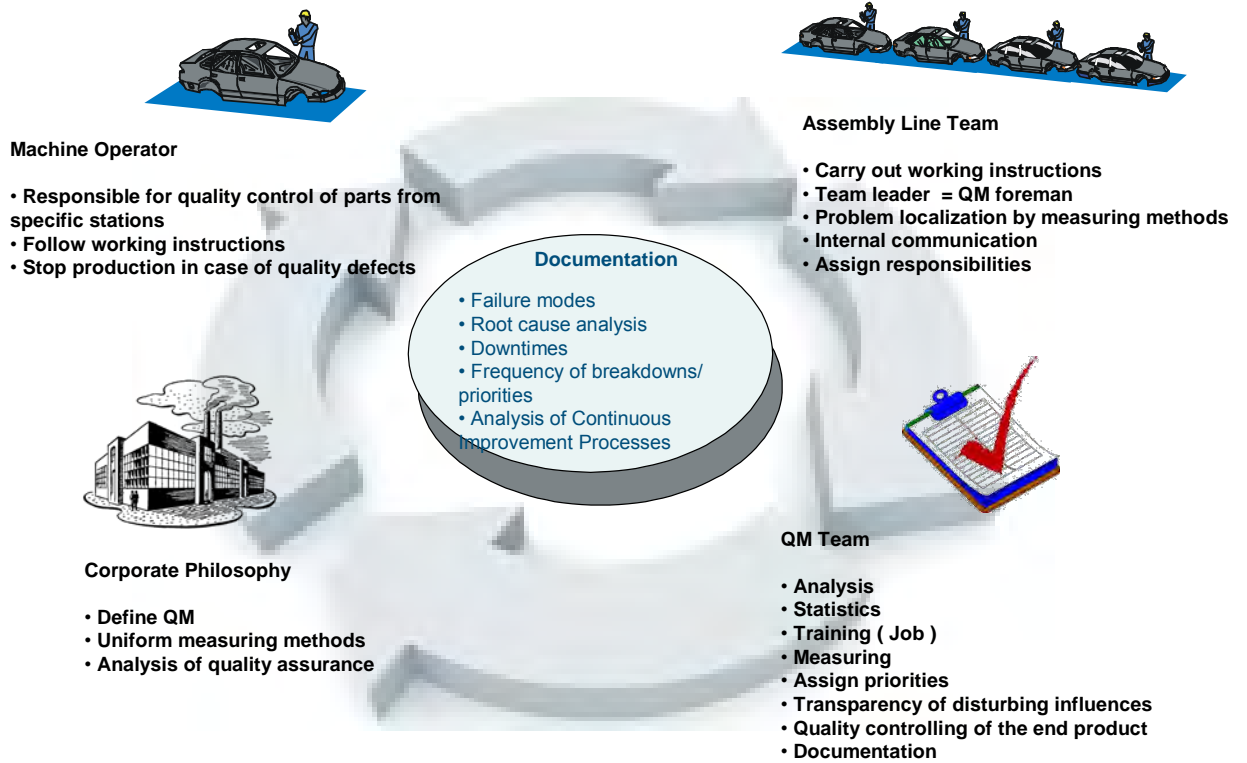 Machine Operator
• Responsible for quality control of parts from
specific stations
• Follow working instructions
• Stop production in case of quality defects
Assembly Line Team
• Carry out working instructions
• Team leader = QM foreman
• Problem localization by measuring methods
• Internal communication
• Assign responsibilities
Documentation
• Failure modes
• Root cause analysis
• Downtimes
• Frequency of breakdowns/
priorities
• Analysis of Continuous
Improvement Processes
Corporate Philosophy
• Define QM
• Uniform measuring methods
• Analysis of quality assurance
QM Team
• Analysis
• Statistics
• Training ( Job )
• Measuring
• Assign priorities
• Transparency of disturbing influences
• Quality controlling of the end product
• Documentation